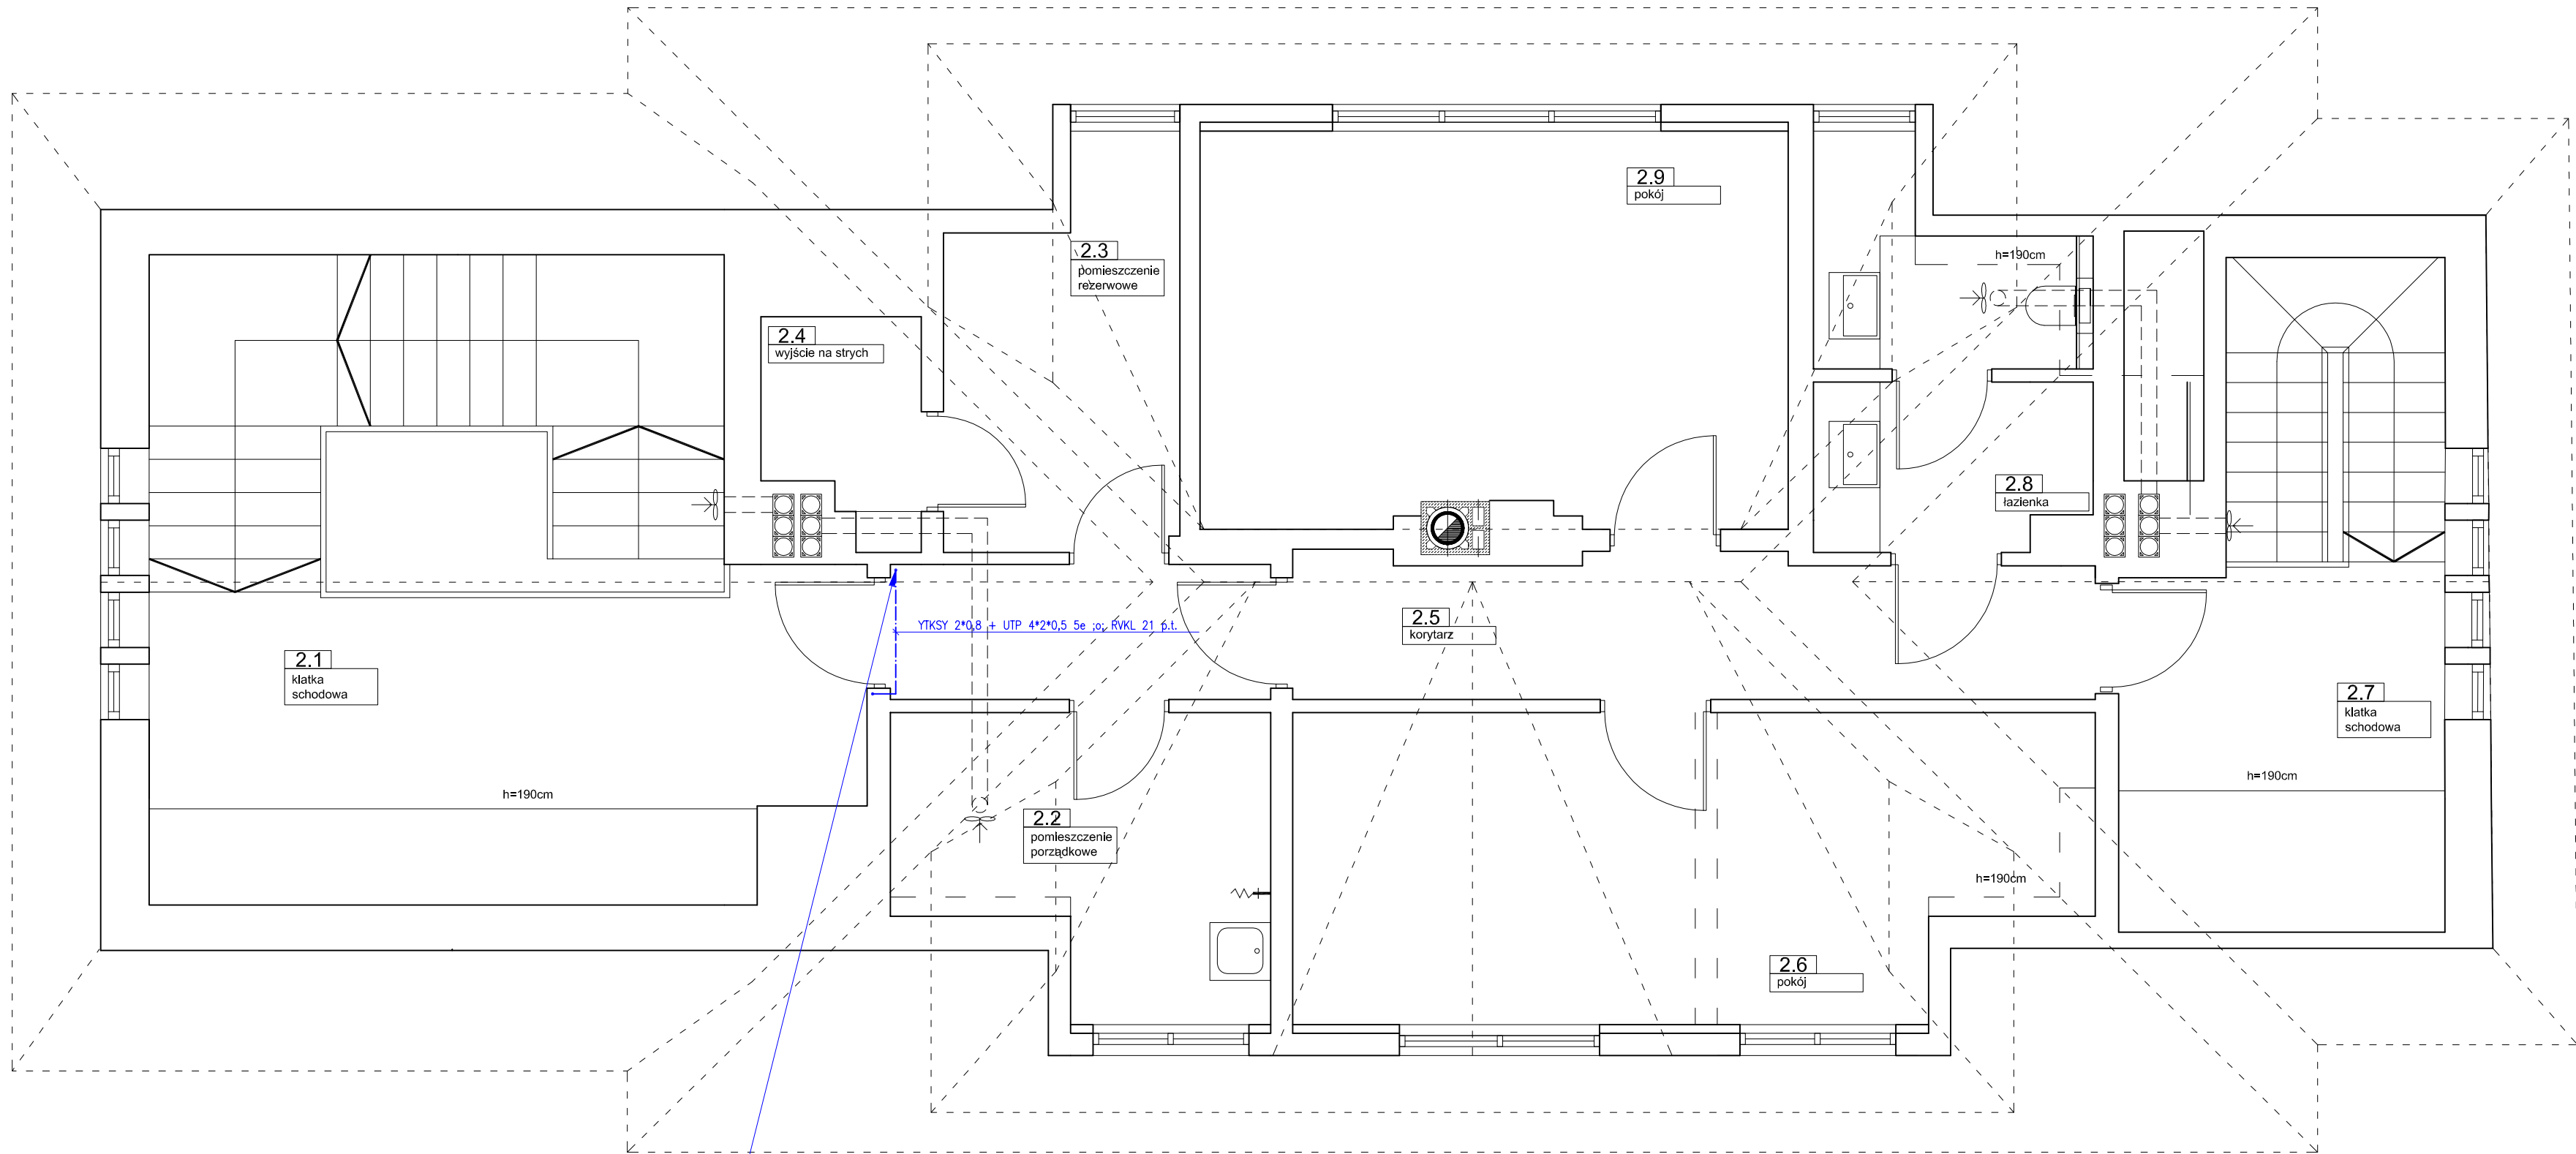 2.9
pokój
2.3
pomieszczenie
rezerwowe
h=190cm
2.4
wyjście na strych
2.8
łazienka
2.5
korytarz
YTKSY 2*0,8 + UTP 4*2*0,5 5e ;o; RVKL 21 p.t.
2.1
klatka
schodowa
2.7
klatka
schodowa
h=190cm
h=190cm
2.2
pomieszczenie
porządkowe
h=190cm
2.6
pokój